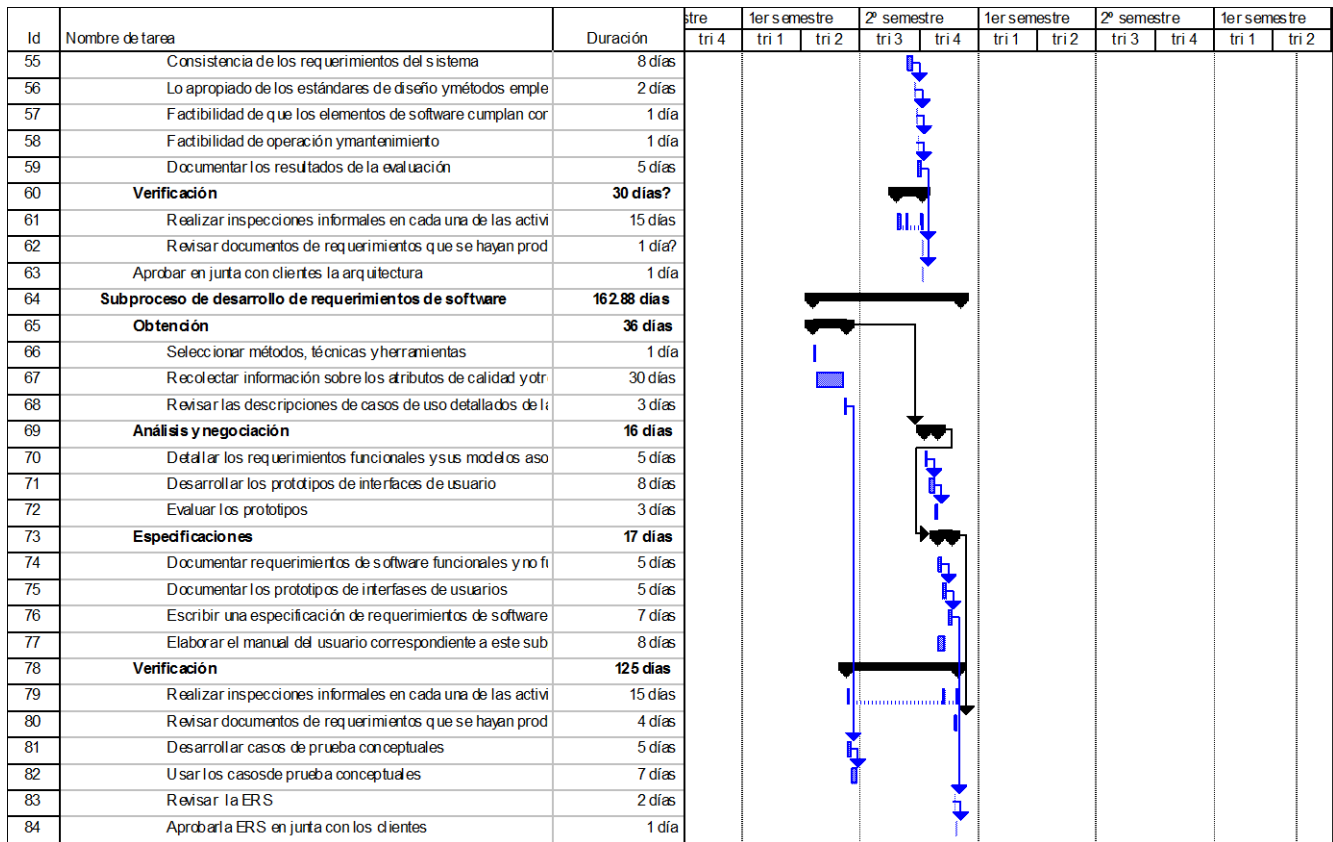 stre 1er semestre 2º semestre 1er semestre 2º semestre 1er semestre
Id Nombre de tarea Duración tri 4 tri 1 tri 2 tri 3 tri 4 tri 1 tri 2 tri 3 tri 4 tri 1 tri 2
55 Consistencia de los requerimientos del sistema 8 días
56 Lo apropiado de los estándares de diseño y métodos emple 2 días
57 Factibilidad de que los elementos de software cumplan con 1 día
58 Factibilidad de operación y mantenimiento 1 día
59 Documentar los resultados de la evaluación 5 días
60 Verificación 30 días?
61 Realizar inspecciones informales en cada una de las activi 15 días
62 Revisar documentos de requerimientos que se hayan prod 1 día?
63 Aprobar en junta con clientes la arquitectura 1 día
64 Subproceso de desarrollo de requerimientos de software 162.88 días
65 Obtención 36 días
66 Seleccionar métodos, técnicas y herramientas 1 día
67 Recolectar información sobre los atributos de calidad y otr 30 días
68 Revisar las descripciones de casos de uso detallados de la 3 días
69 Análisis y negociación 16 días
70 Detallar los requerimientos funcionales y sus modelos aso 5 días
71 Desarrollar los prototipos de interfaces de usuario 8 días
72 Evaluar los prototipos 3 días
73 Especificaciones 17 días
74 Documentar requerimientos de software funcionales y no fu 5 días
75 Documentar los prototipos de interfases de usuarios 5 días
76 Escribir una especificación de requerimientos de software 7 días
77 Elaborar el manual del usuario correspondiente a este sub 8 días
78 Verificación 125 días
79 Realizar inspecciones informales en cada una de las activi 15 días
80 Revisar documentos de requerimientos que se hayan prod 4 días
81 Desarrollar casos de prueba conceptuales 5 días
82 Usar los casos de prueba conceptuales 7 días
83 Revisar la ERS 2 días
84 Aprobar la ERS en junta con los clientes 1 día